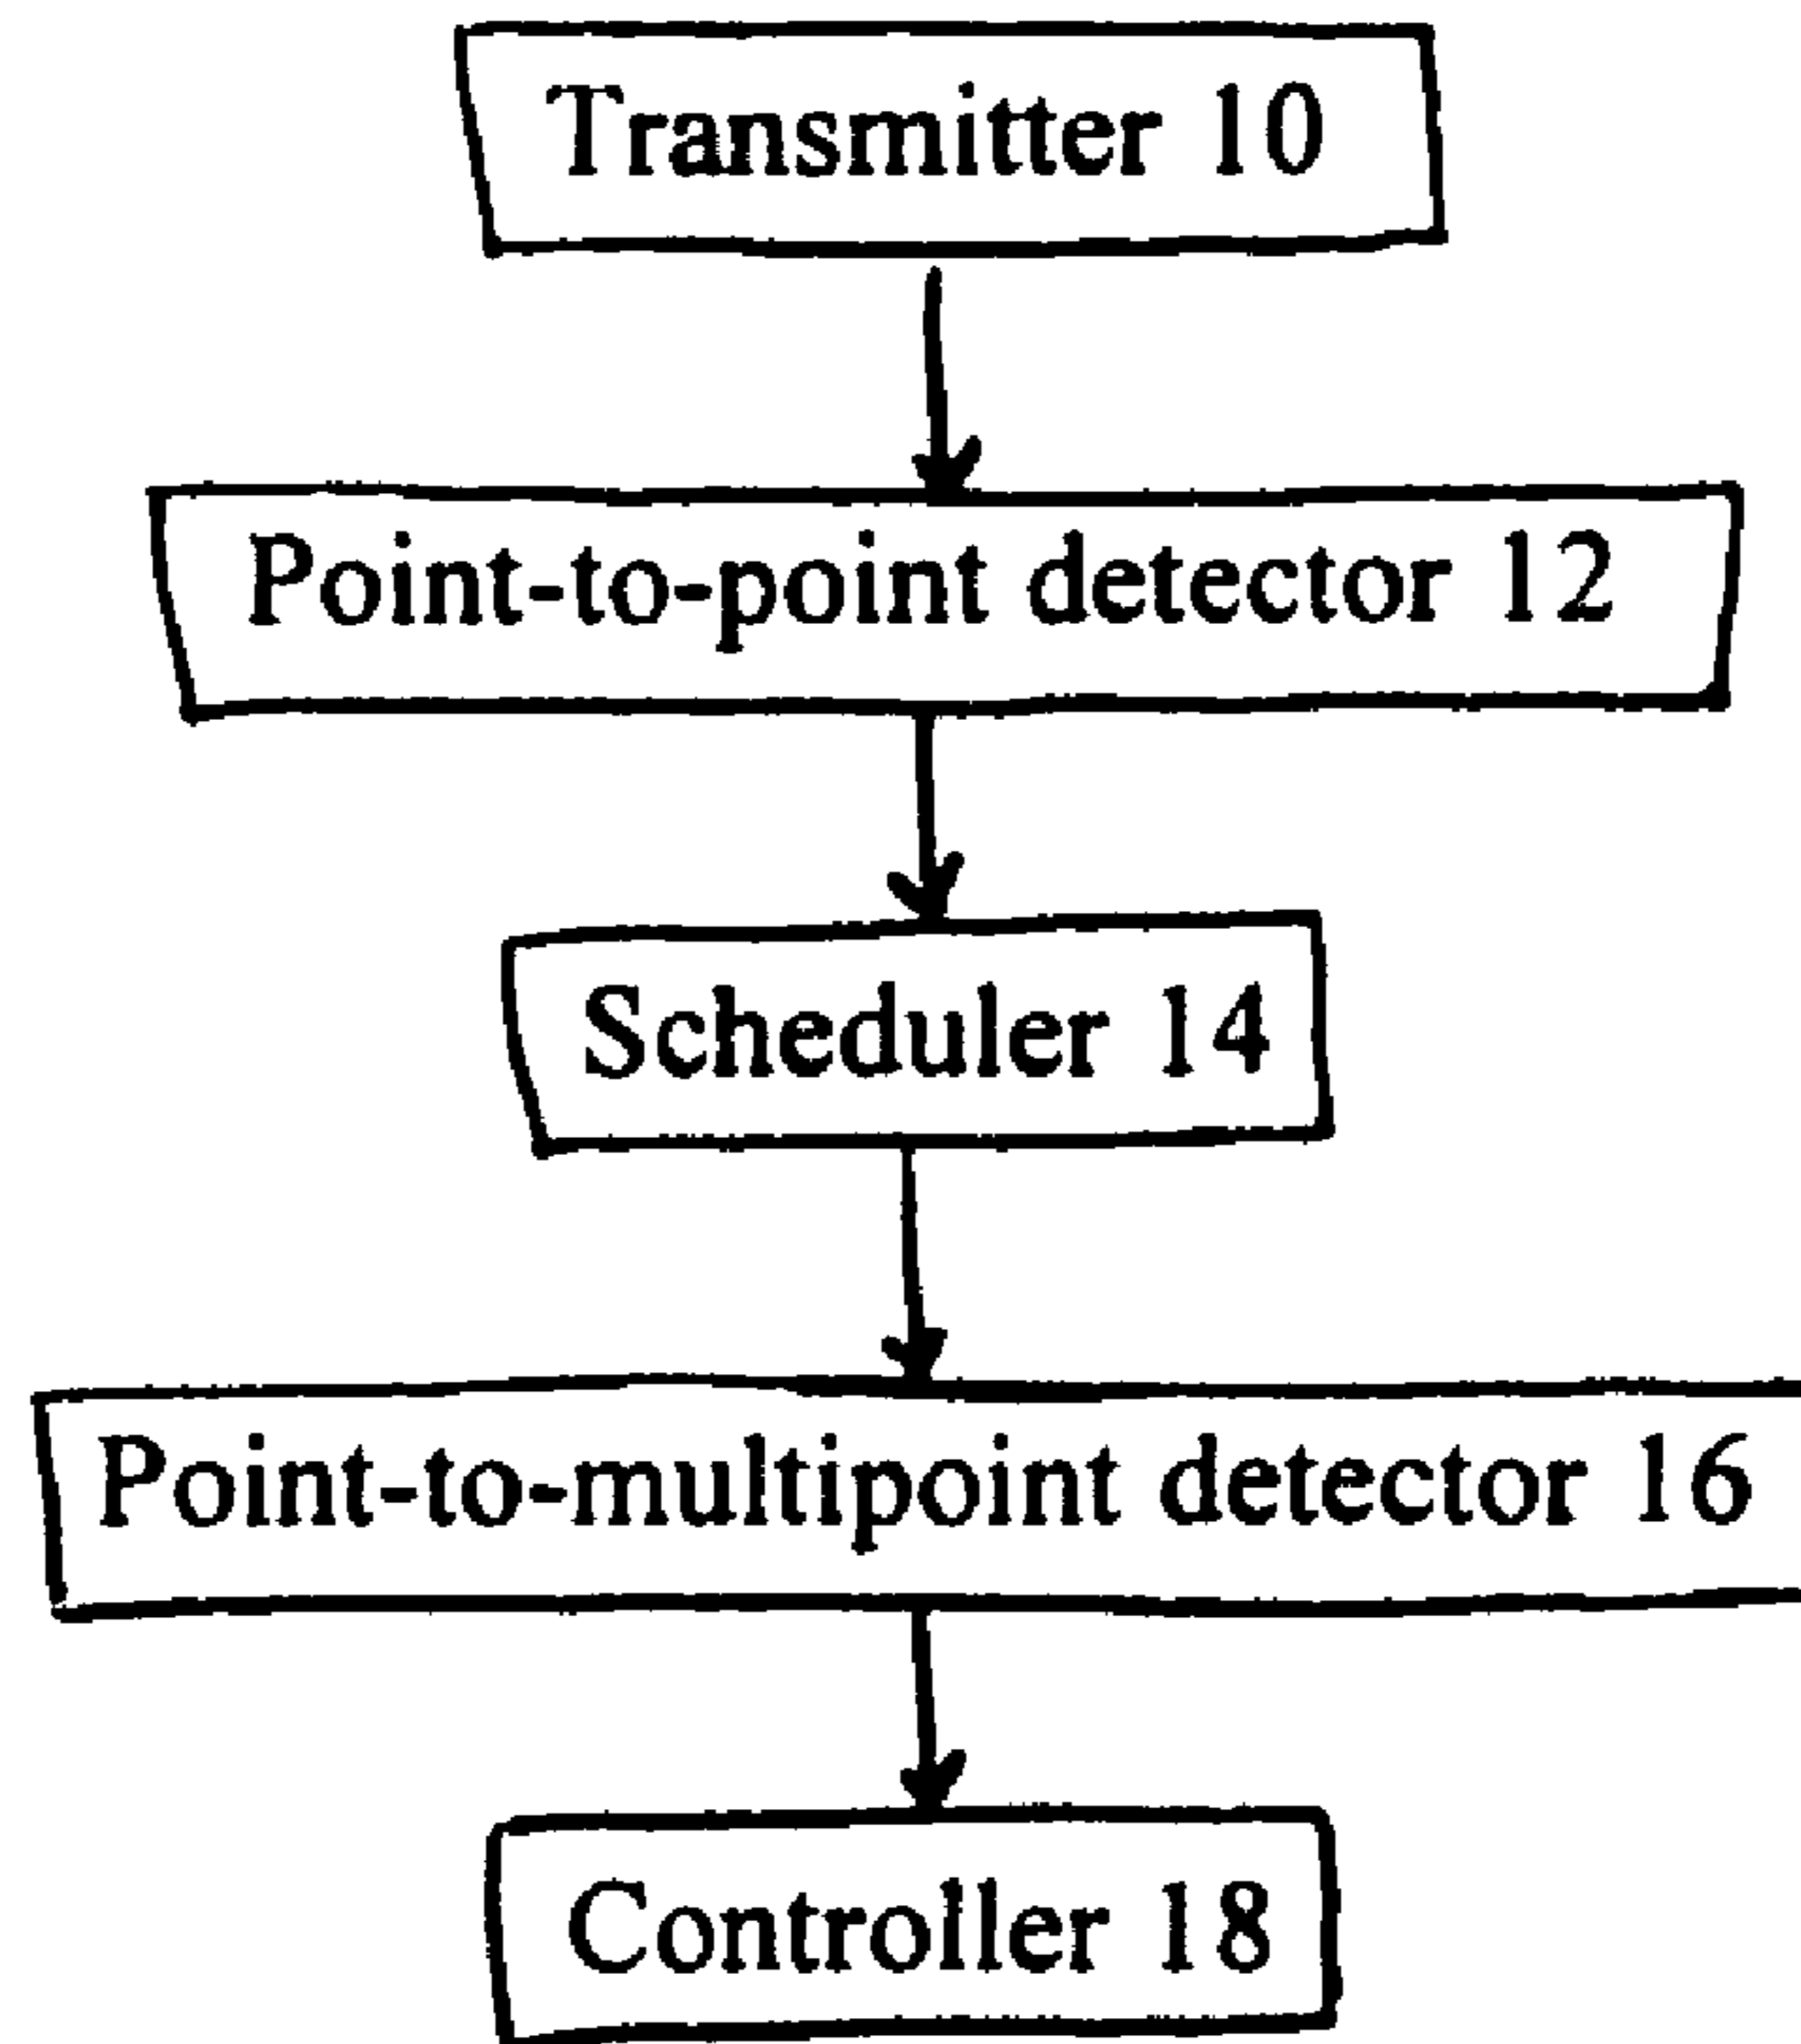 Transmitter 10
Point-to-point detector 12
Scheduler 14
Point-to-multipoint detector 16
Controller 18